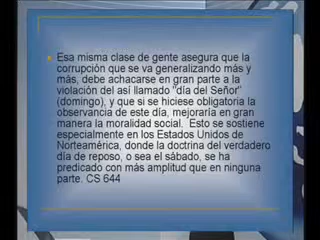 Esa misma clase de gente asegura que la
corrupción que se va generalizando más y
más, debe achacarse en gran parte a la
violación del así llamado "día del Señor"
(domingo), y que si se hiciese obligatoria la
observancia de este día, mejoraría en gran
manera la moralidad social.  Esto se sostiene
especialmente en los Estados Unidos de
Norteamérica, donde la doctrina del verdadero
día de reposo, o sea el sábado, se ha
predicado con más amplitud que en ninguna
parte. CS 644